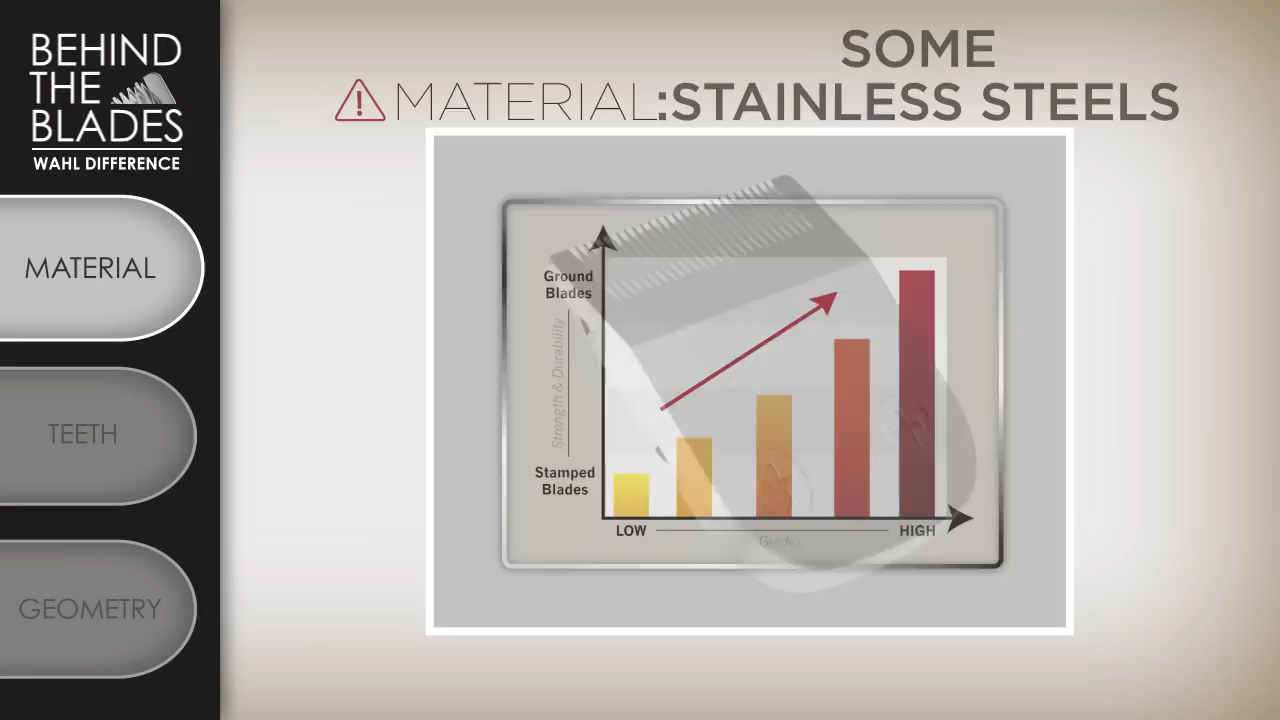 BEHIND
THE
BLADES
WAHL DIFFERENCE
MATERIAL
TEETH
GEOMETRY
SOME
MATERIAL:STAINLESS STEELS
Ground
Blades
Strength & Durability
Stamped
Blades
LOW
HIGH
Grades